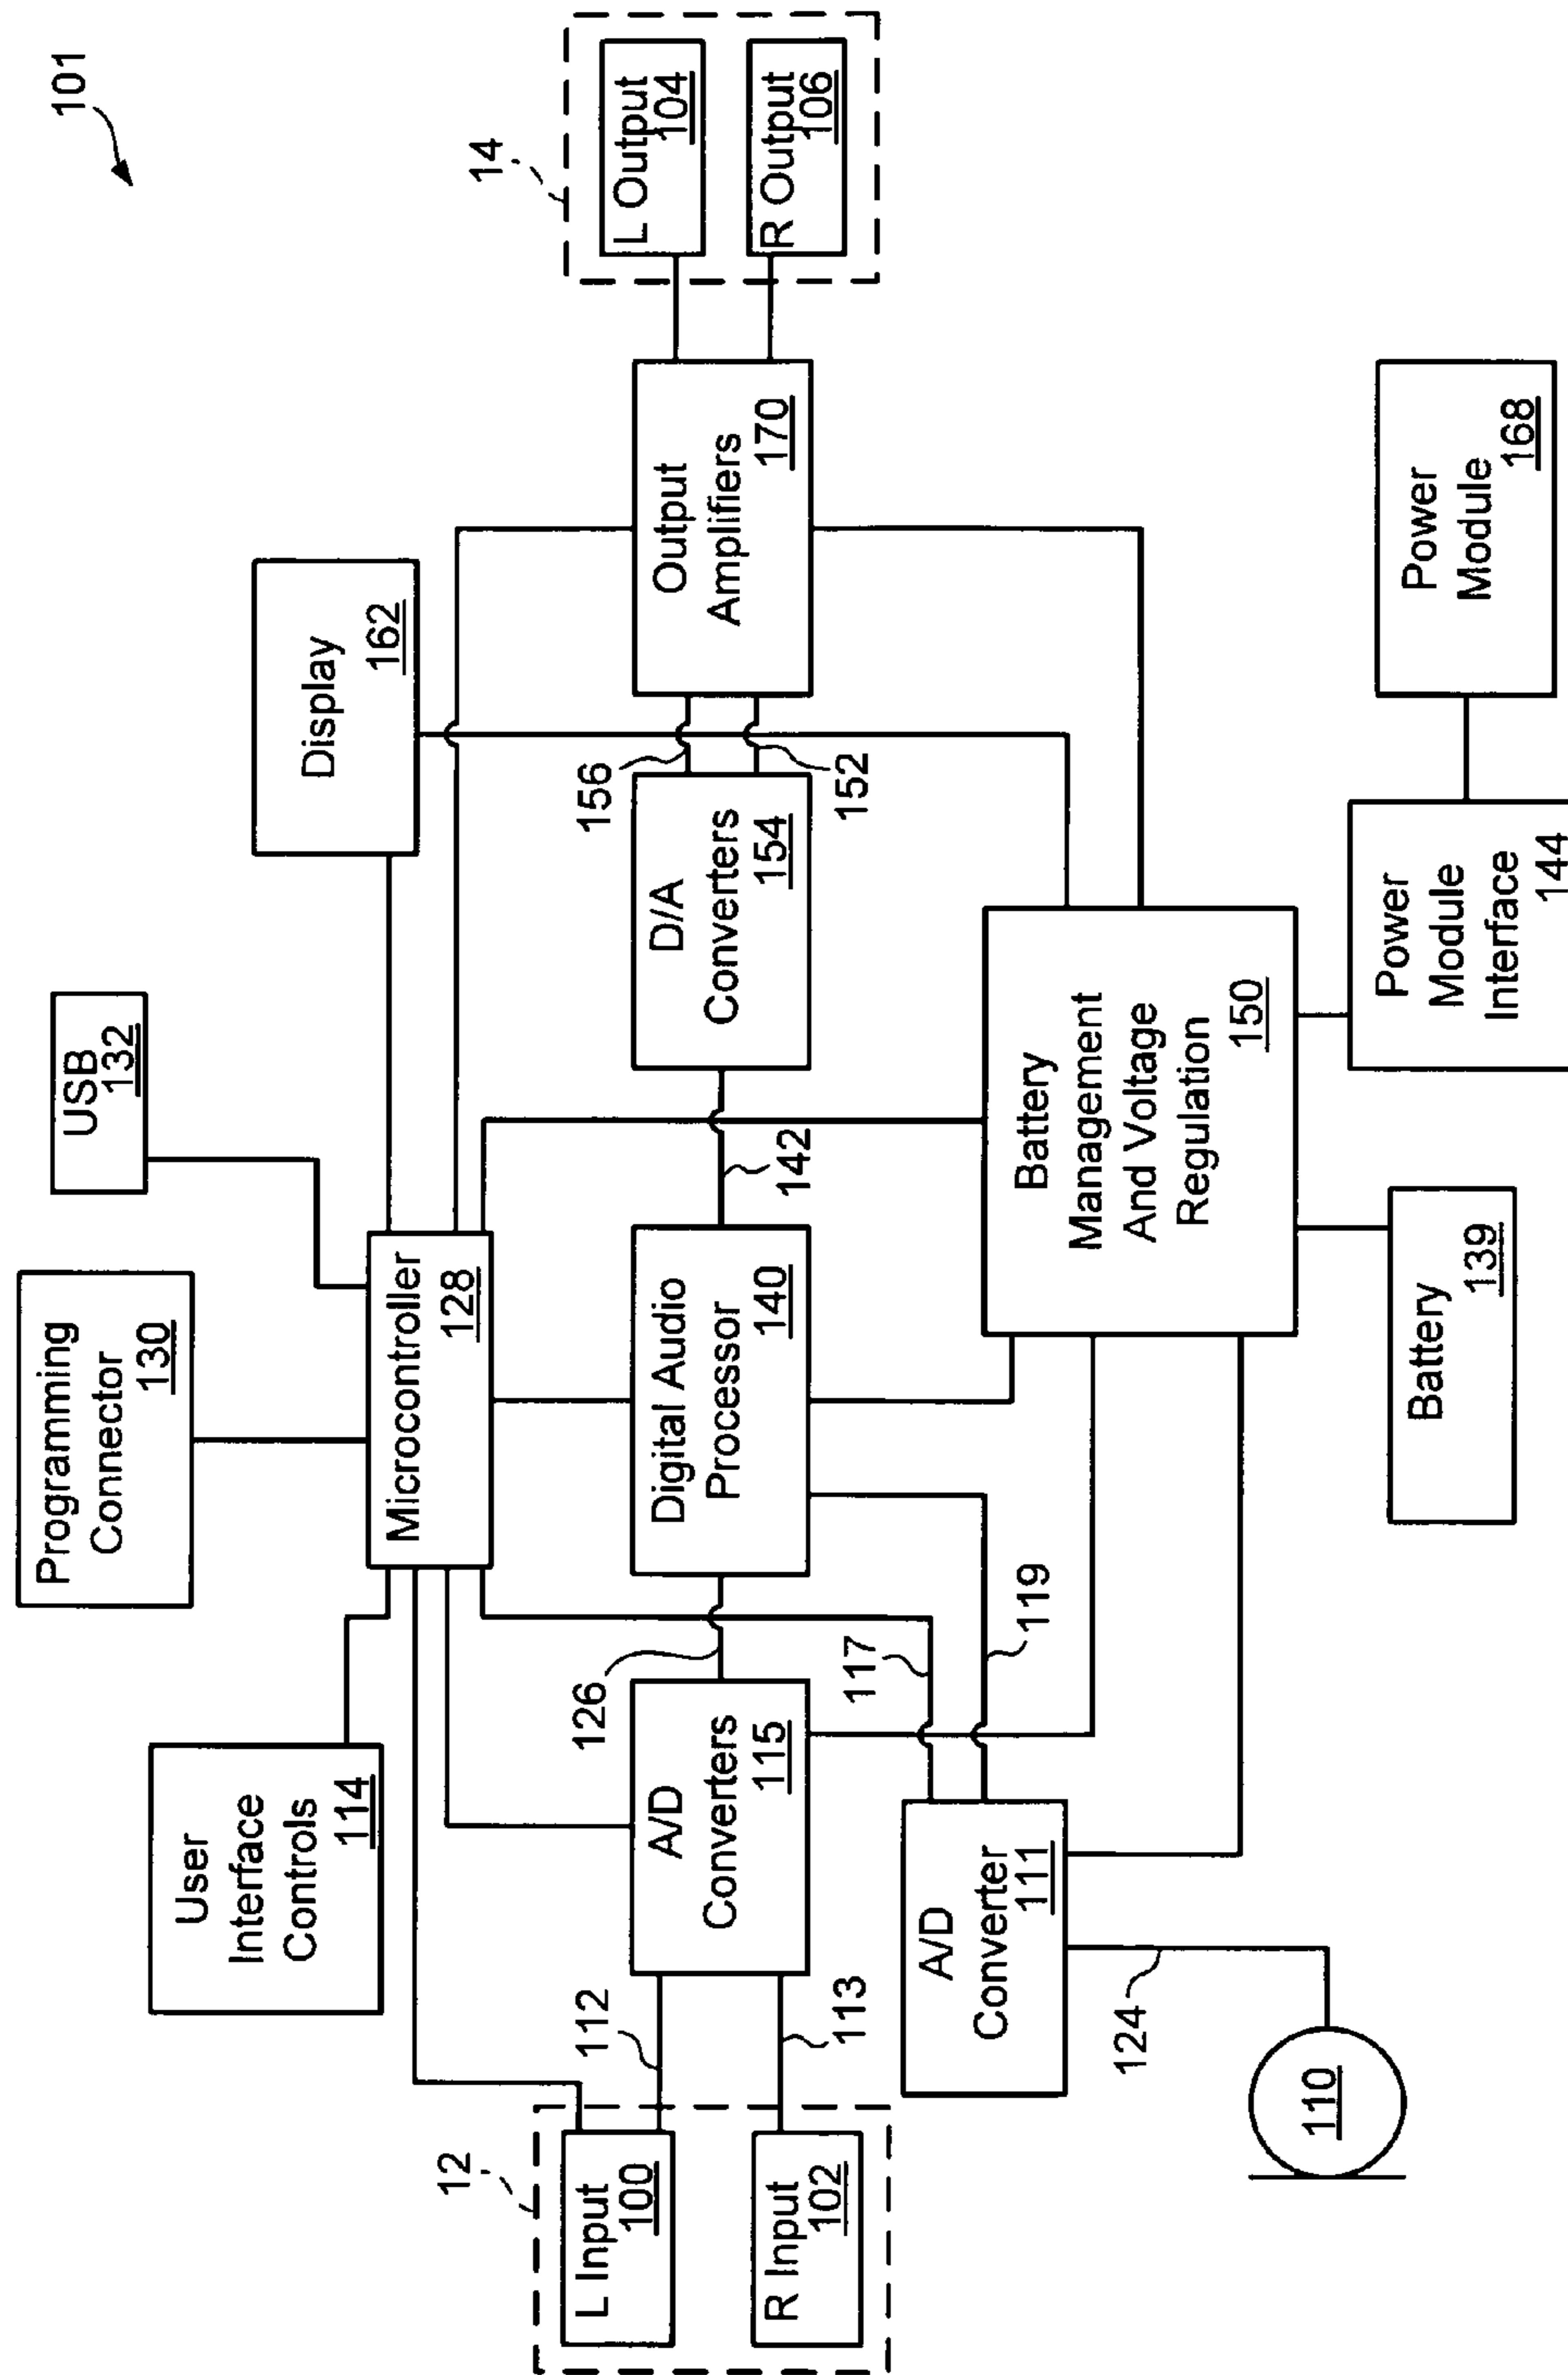 101
Programming
Connector
130
USB
132
User
Interface
Controls
114
Microcontroller
128
Display
162
12
14
L Input
100
R Input
102
112
113
A/D
Converters
115
126
Digital Audio
Processor
140
142
D/A
Converters
154
156
152
Output
Amplifiers
170
L Output
104
R Output
106
117
119
A/D
Converter
111
124
110
Battery
Management
And Voltage
Regulation
150
Battery
139
Power
Module
Interface
144
Power
Module
168